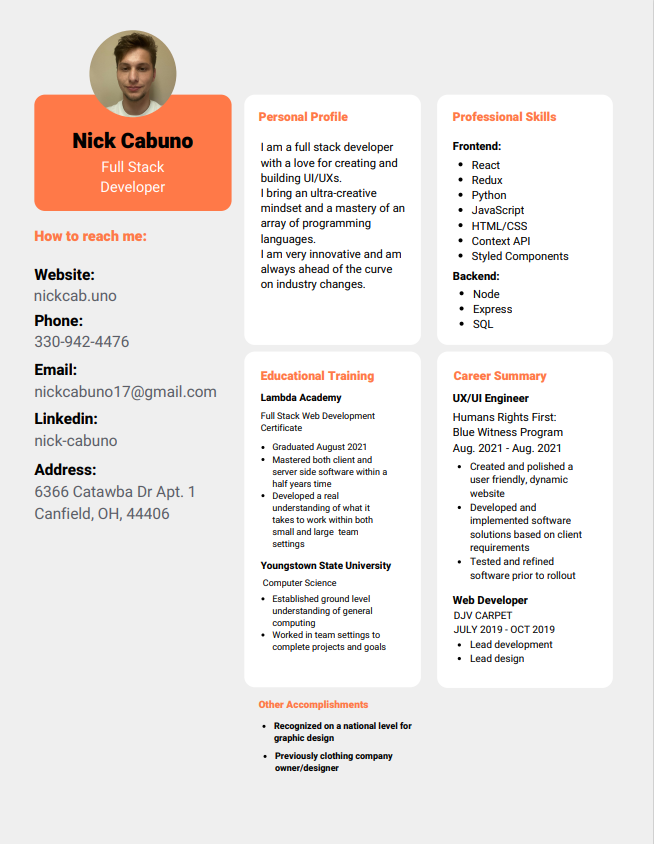 Nick Cabuno
Full Stack
Developer
How to reach me:
Website:
nickcab.uno
Phone:
330-942-4476
Email:
nickcabuno17@gmail.com
Linkedin:
nick-cabuno
Address:
6366 Catawba Dr Apt. 1
Canfield, OH, 44406
Personal Profile
I am a full stack developer
with a love for creating and
building UI/UXs.
I bring an ultra-creative
mindset and a mastery of an
array of programming
languages.
I am very innovative and am
always ahead of the curve
on industry changes.
Professional Skills
Frontend:
• React
• Redux
• Python
• JavaScript
• HTML/CSS
• Context API
• Styled Components
Backend:
• Node
• Express
• SQL
Educational Training
Lambda Academy
Full Stack Web Development
Certificate
• Graduated August 2021
• Mastered both client and
server side software within a
half years time
• Developed a real
understanding of what it
takes to work within both
small and large team
settings
Youngstown State University
Computer Science
• Established ground level
understanding of general
computing
• Worked in team settings to
complete projects and goals
Career Summary
UX/UI Engineer
Humans Rights First:
Blue Witness Program
Aug. 2021 - Aug. 2021
• Created and polished a
user friendly, dynamic
website
• Developed and
implemented software
solutions based on client
requirements
• Tested and refined
software prior to rollout
Web Developer
DJV CARPET
JULY 2019 - OCT 2019
• Lead development
• Lead design
Other Accomplishments
• Recognized on a national level for
graphic design
• Previously clothing company
owner/designer